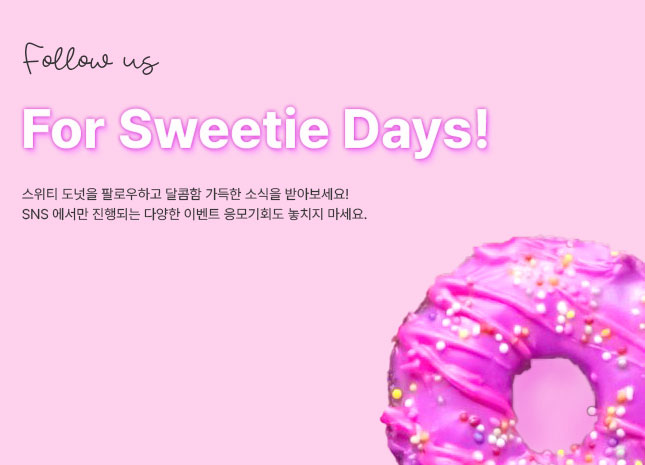 Follow us
For Sweetie Days!
스위티 도넛을 팔로우하고 달콤함 가득한 소식을 받아보세요!
SNS 에서만 진행되는 다양한 이벤트 응모기회도 놓치지 마세요.